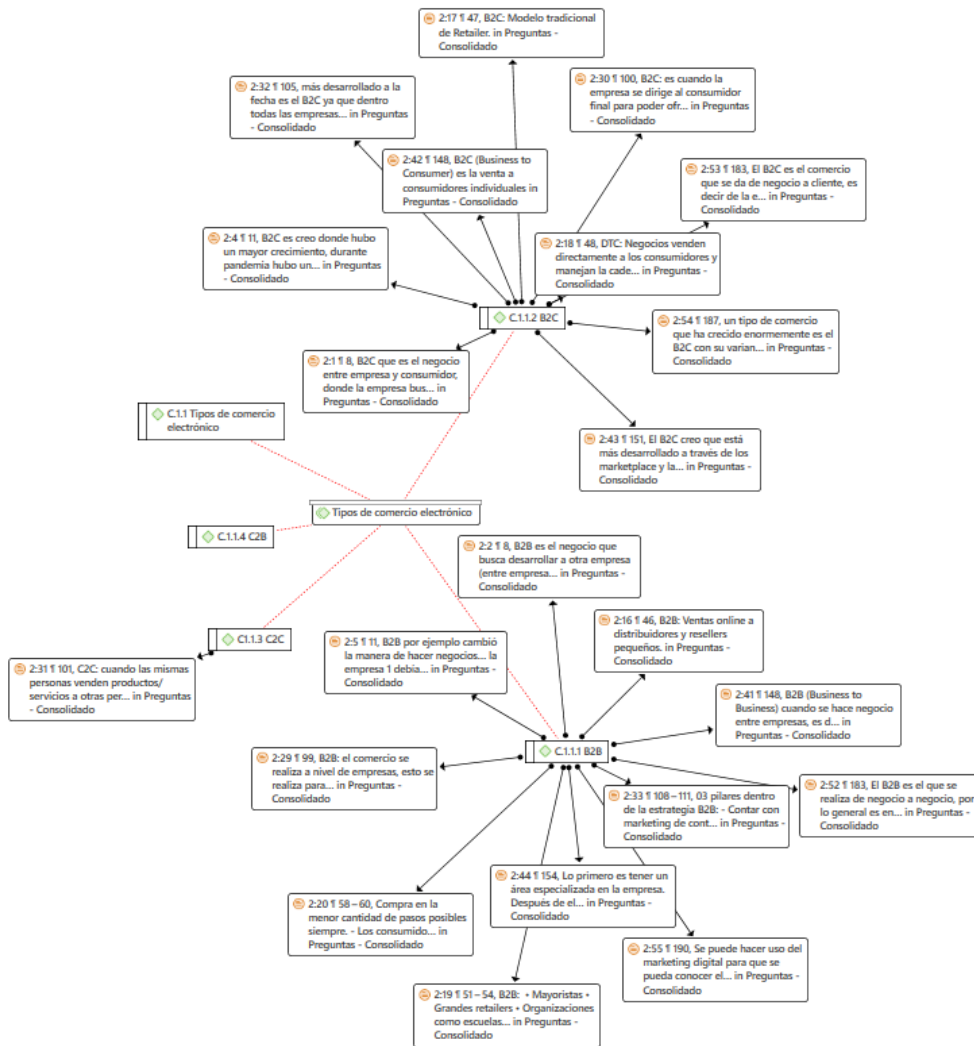 2:17 ¶ 47, B2C: Modelo tradicional
de Retailer. in Preguntas -
Consolidado
2:32 ¶ 105, más desarrollado a la
fecha es el B2C ya que dentro
todas las empresas... in Preguntas
- Consolidado
2:30 ¶ 100, B2C: es cuando la
empresa se dirige al consumidor
final para poder ofr... in Preguntas
- Consolidado
2:42 ¶ 148, B2C (Business to
Consumer) es la venta a
consumidores individuales in
Preguntas - Consolidado
2:53 ¶ 183, El B2C es el comercio
que se da de negocio a cliente, es
decir de la e... in Preguntas -
Consolidado
2:4 ¶ 11, B2C es creo donde hubo
un mayor crecimiento, durante
pandemia hubo un... in Preguntas
- Consolidado
2:18 ¶ 48, DTC: Negocios venden
directamente a los consumidores y
manejan la cade... in Preguntas
- Consolidado
C.1.1.2 B2C
2:54 ¶ 187, un tipo de comercio
que ha crecido enormemente es el
B2C con su varian... in Preguntas -
Consolidado
2:1 ¶ 8, B2C que es el negocio
entre empresa y consumidor,
donde la empresa bus... in
Preguntas - Consolidado
C.1.1 Tipos de comercio
electrónico
2:43 ¶ 151, El B2C creo que está
más desarrollado a través de los
marketplace y la... in Preguntas -
Consolidado
Tipos de comercio electrónico
C.1.1.4 C2B
2:2 ¶ 8, B2B es el negocio que
busca desarrollar a otra empresa
(entre empresa... in Preguntas -
Consolidado
C1.1.3 C2C
2:31 ¶ 101, C2C: cuando las mismas
personas venden productos/
servicios a otras per... in Preguntas
- Consolidado
2:5 ¶ 11, B2B por ejemplo cambió
la manera de hacer negocios... la
empresa 1 debia... in Preguntas -
Consolidado
2:16 ¶ 46, B2B: Ventas online a
distribuidores y resellers
pequeños. in Preguntas -
Consolidado
2:41 ¶ 148, B2B (Business to
Business) cuando se hace negocio
entre empresas, es d... in Preguntas
- Consolidado
C.1.1.1 B2B
2:29 ¶ 99, B2B: el comercio se
realiza a nivel de empresas, esto se
realiza para... in Preguntas -
Consolidado
2:33 ¶ 108 – 111, 03 pilares dentro
de la estrategia B2B: - Contar con
marketing de cont... in Preguntas -
Consolidado
2:52 ¶ 183, El B2B es el que se
realiza de negocio a negocio, por
lo general es en... in Preguntas -
Consolidado
2:44 ¶ 154, Lo primero es tener un
área especializada en la empresa.
Después de el... in Preguntas -
Consolidado
2:20 ¶ 58 – 60, Compra en la
menor cantidad de pasos posibles
siempre. - Los consumido... in
Preguntas - Consolidado
2:55 ¶ 190, Se puede hacer uso del
marketing digital para que se
pueda conocer el... in Preguntas -
Consolidado
2:19 ¶ 51 – 54, B2B: • Mayoristas •
Grandes retailers • Organizaciones
como escuelas... in Preguntas -
Consolidado